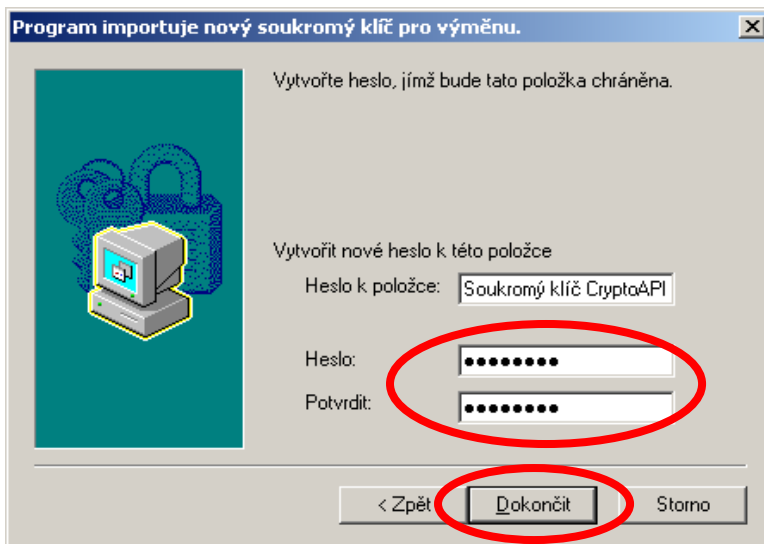 Program importuje nový soukromý klíč pro výměnu.
Vytvořte heslo, jímž bude tato položka chráněna.
Vytvořit nové heslo k této položce
Heslo k položce: Soukromý klíč CryptoAPI
Heslo: ●●●●●●●●
Potvrdit: ●●●●●●●●
< Zpět Dokončit Storno